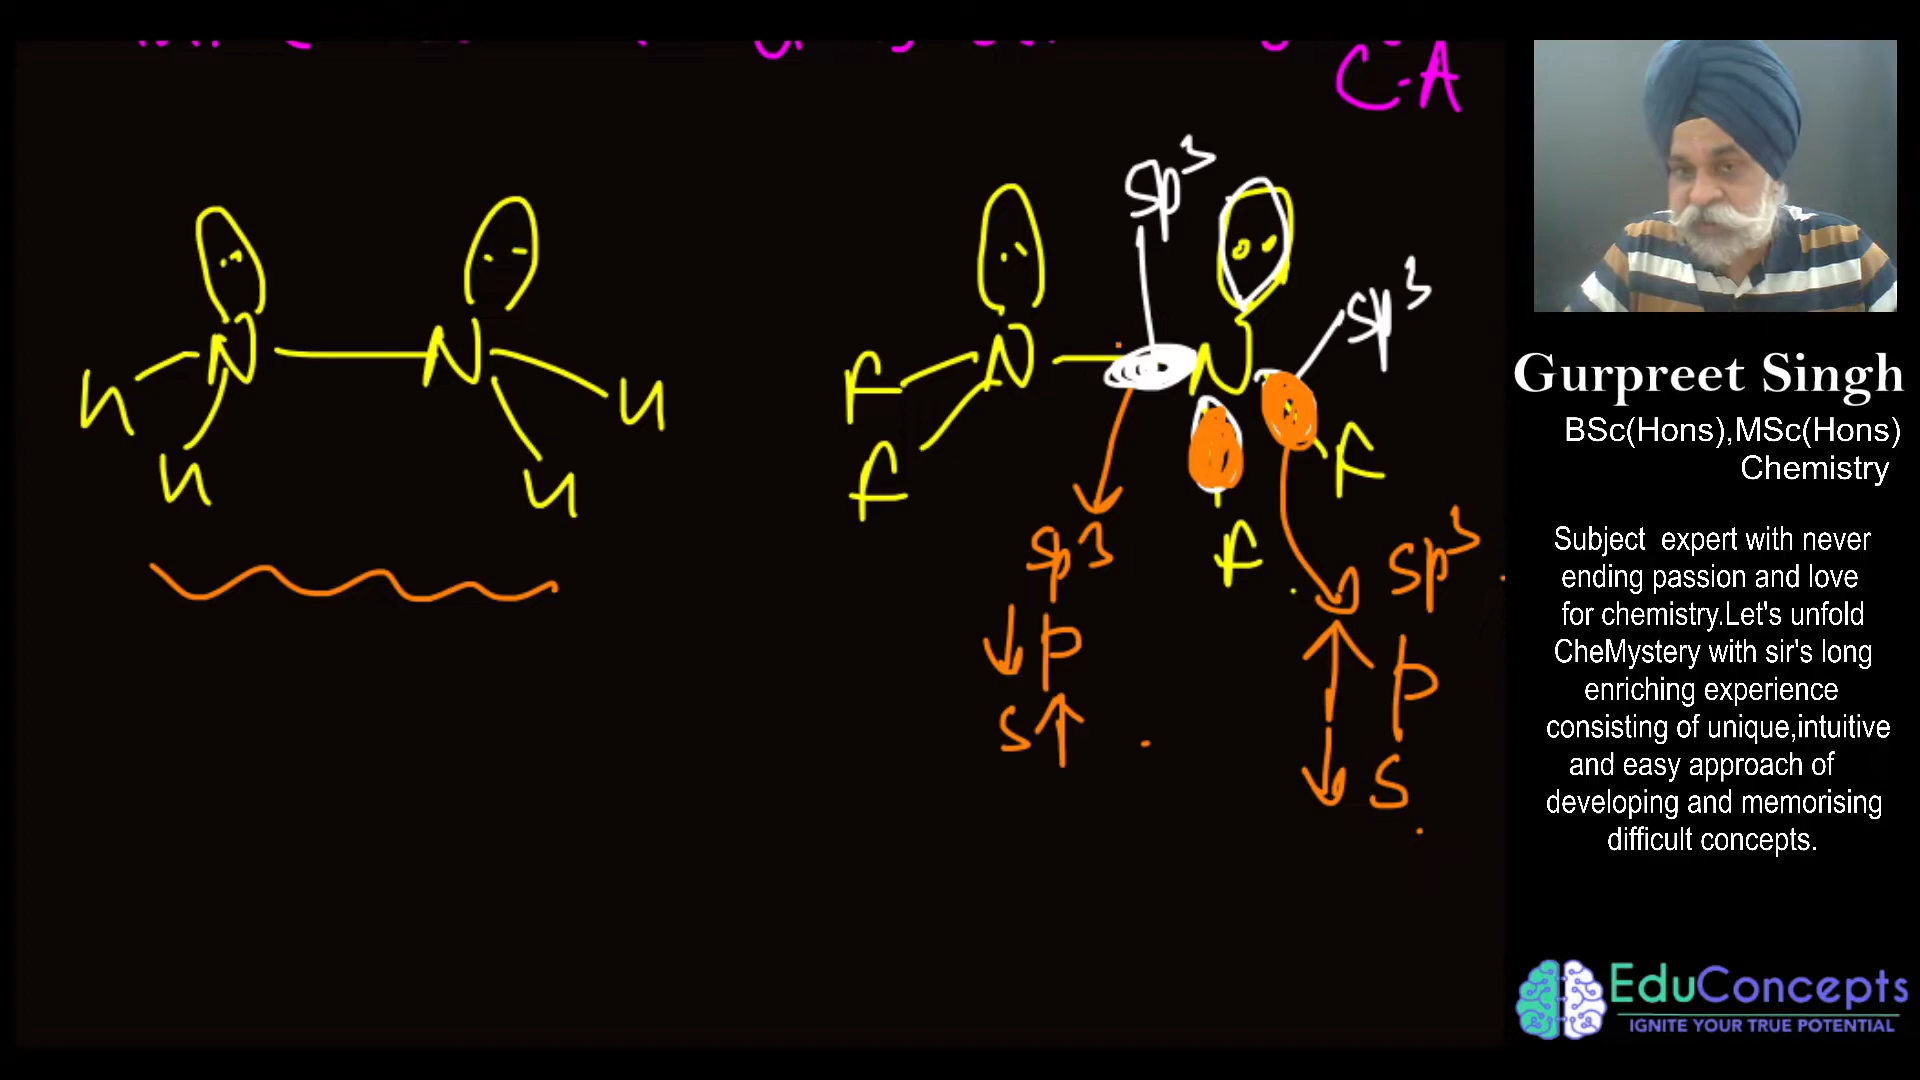 C-A
sp³
sp³
N N
H H
H H
N N
F F
F F
sp³ sp³
↓ p ↑ p
s ↑ ↓ s
Gurpreet Singh
BSc(Hons),MSc(Hons)
Chemistry
Subject expert with never
ending passion and love
for chemistry.Let's unfold
CheMystery with sir's long
enriching experience
consisting of unique,intuitive
and easy approach of
developing and memorising
difficult concepts.
EduConcepts
IGNITE YOUR TRUE POTENTIAL